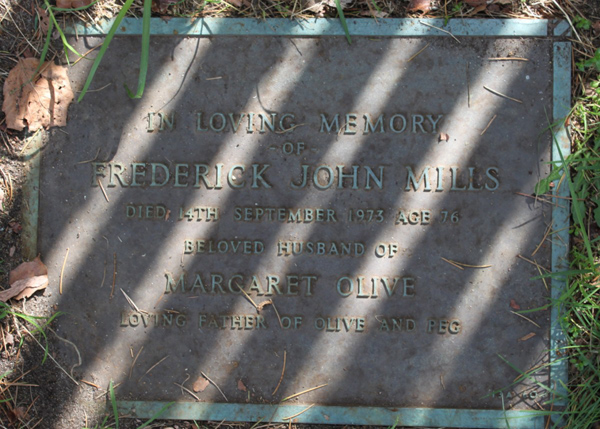 IN LOVING MEMORY
- OF -
FREDERICK JOHN MILLS
DIED 14TH SEPTEMBER 1973 AGE 76
BELOVED HUSBAND OF
MARGARET OLIVE
LOVING FATHER OF OLIVE AND PEG